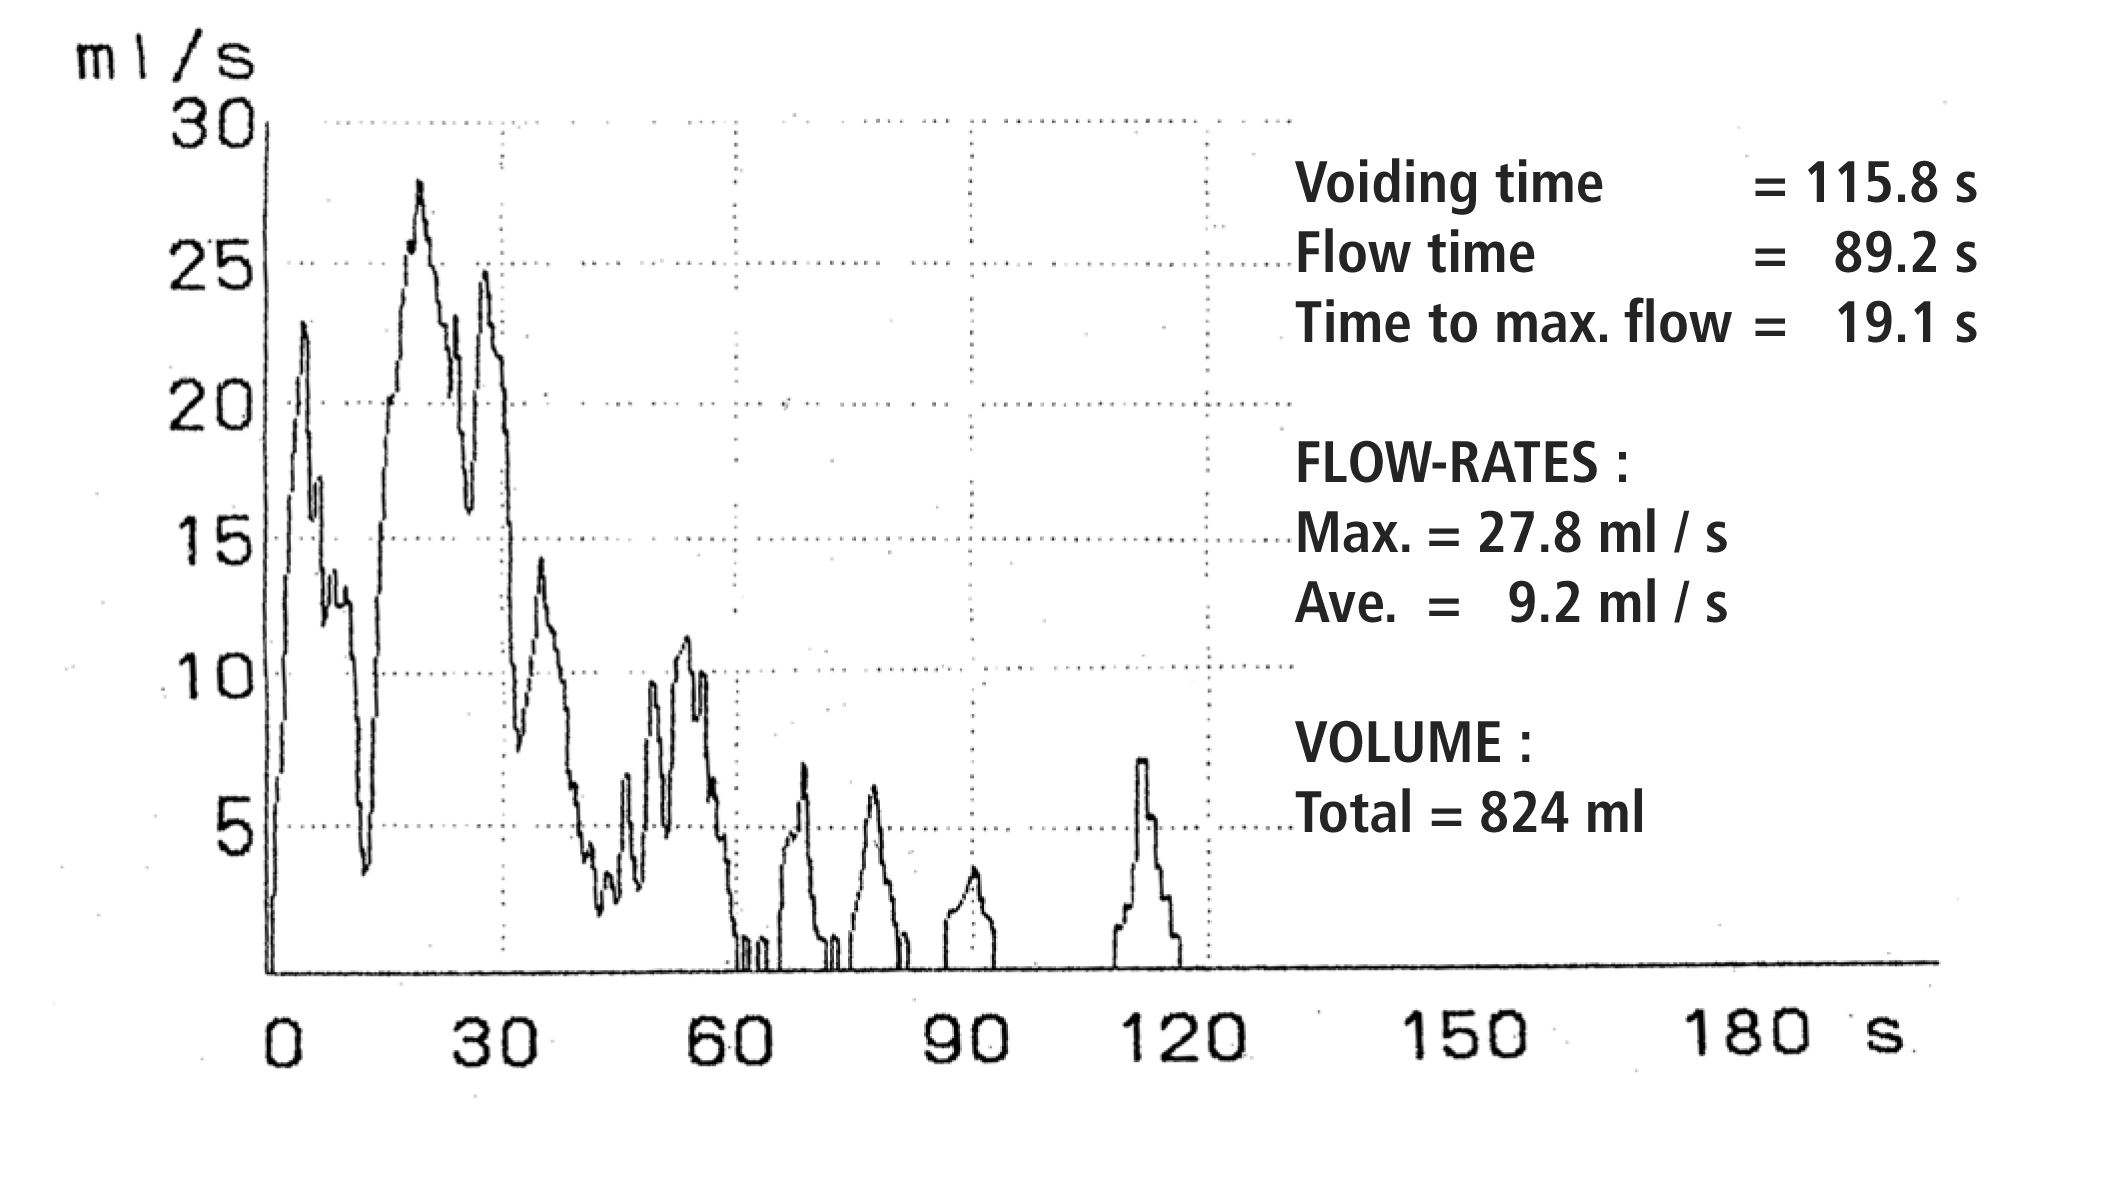 ml/s
30
25
20
15
10
5
0 30 60 90 120 150 180 s
Voiding time = 115.8 s
Flow time = 89.2 s
Time to max. flow = 19.1 s
FLOW-RATES :
Max. = 27.8 ml / s
Ave. = 9.2 ml / s
VOLUME :
Total = 824 ml